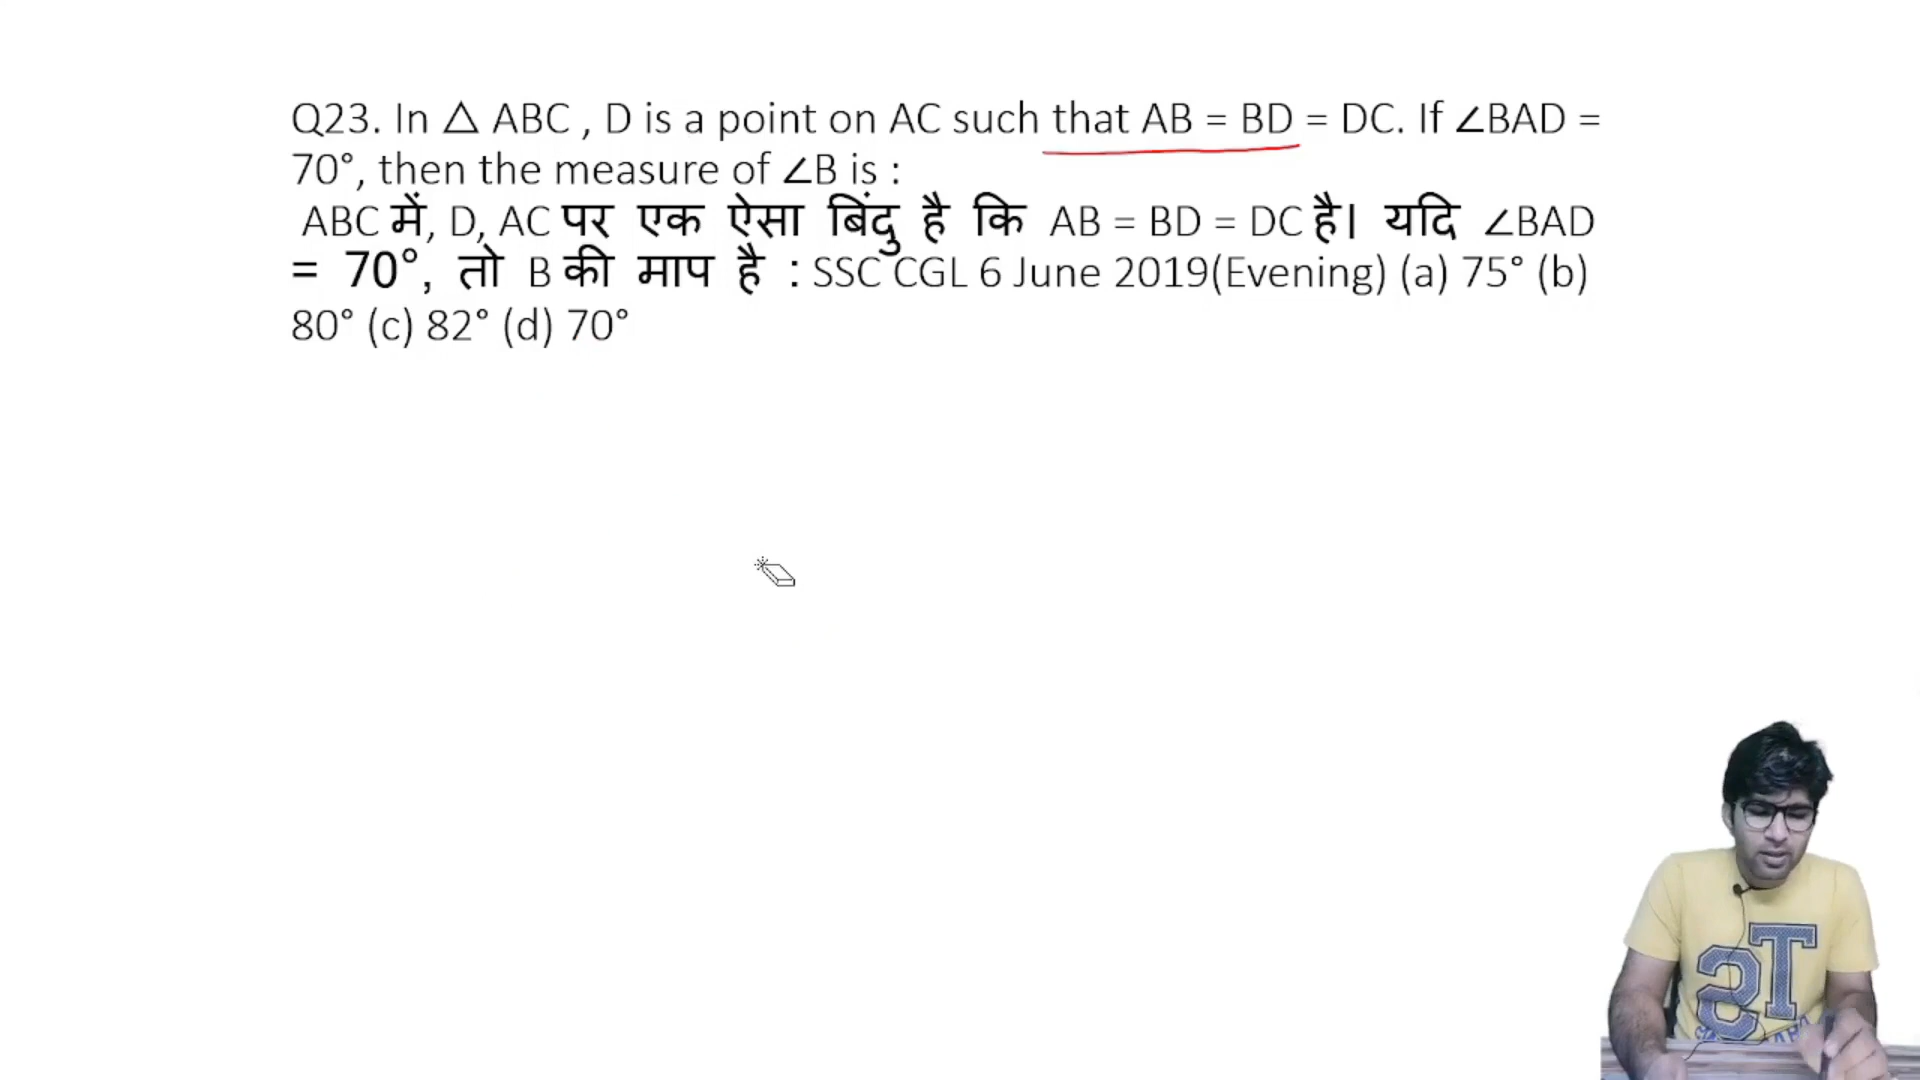 Q23. In △ ABC , D is a point on AC such that AB = BD = DC. If ∠BAD =
70°, then the measure of ∠B is :
ABC में, D, AC पर एक ऐसा बिंदु है कि AB = BD = DC है। यदि ∠BAD
= 70°, तो B की माप है : SSC CGL 6 June 2019(Evening) (a) 75° (b)
80° (c) 82° (d) 70°